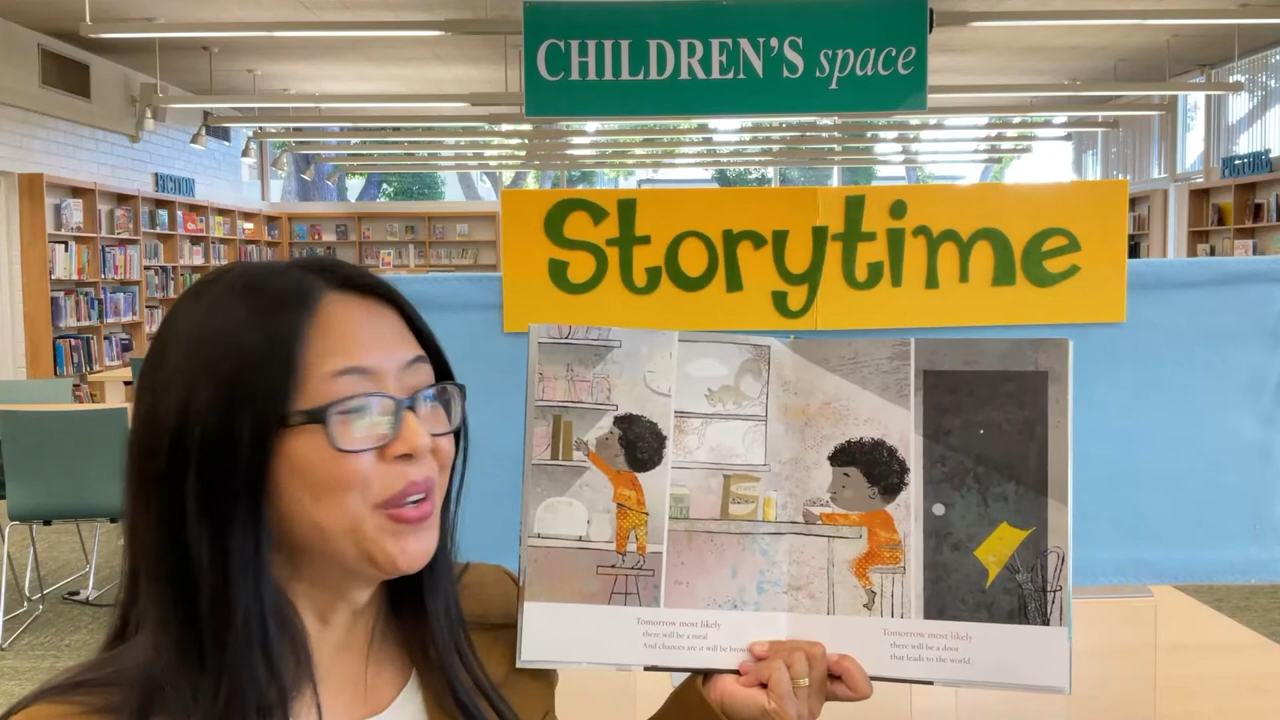 CHILDREN'S space
FICTION
PICTURE
Storytime
MILK
Tomorrow most likely
there will be a meal
And chances are it will be brow
Tomorrow most likely
there will be a door
that leads to the world.